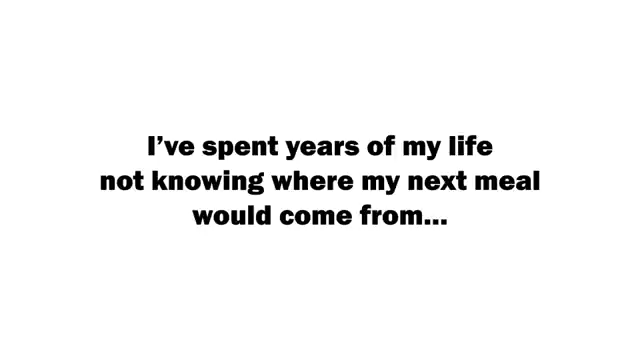 I’ve spent years of my life
not knowing where my next meal
would come from...